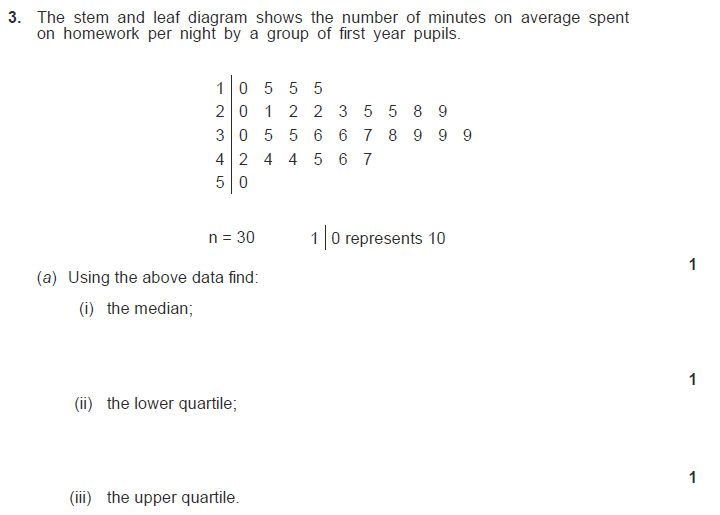 3. The stem and leaf diagram shows the number of minutes on average spent
on homework per night by a group of first year pupils.
1 | 0 5 5 5
2 | 0 1 2 2 3 5 5 8 9
3 | 0 5 5 6 6 7 8 9 9 9
4 | 2 4 4 5 6 7
5 | 0
n = 30 1 | 0 represents 10
1
(a) Using the above data find:
(i) the median;
1
(ii) the lower quartile;
1
(iii) the upper quartile.